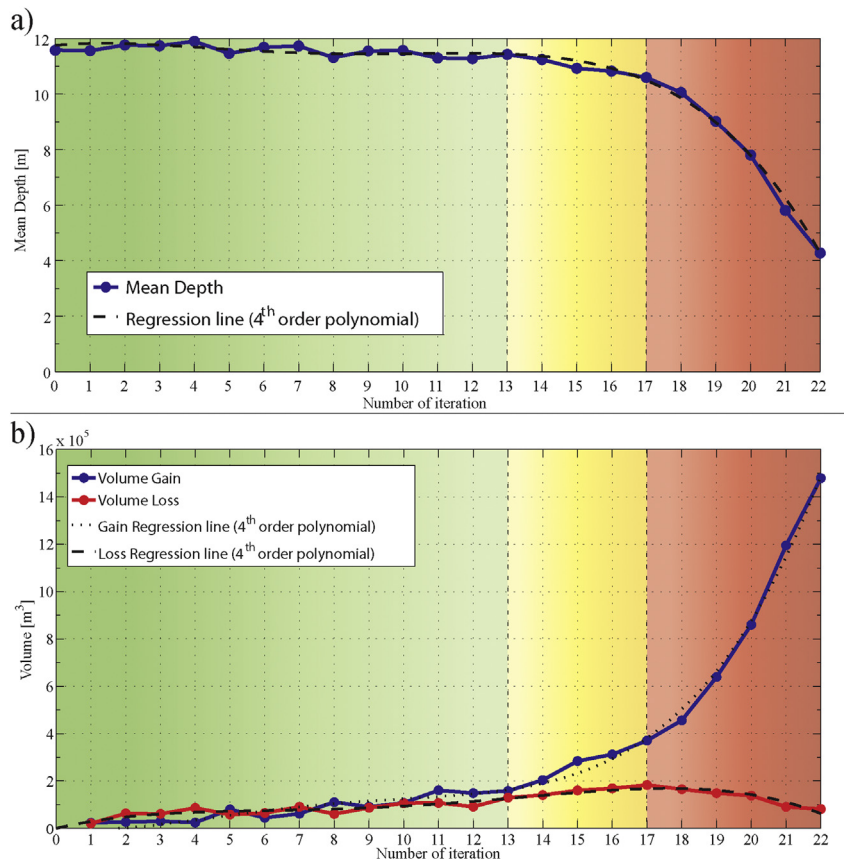 a)
12
10
8
6
4
2
0
Mean Depth [m]
Mean Depth
Regression line (4th order polynomial)
0 1 2 3 4 5 6 7 8 9 10 11 12 13 14 15 16 17 18 19 20 21 22
Number of iteration
b)
16 x 10^5
14
12
10
8
6
4
2
0
Volume [m³]
Volume Gain
Volume Loss
Gain Regression line (4th order polynomial)
Loss Regression line (4th order polynomial)
0 1 2 3 4 5 6 7 8 9 10 11 12 13 14 15 16 17 18 19 20 21 22
Number of iteration